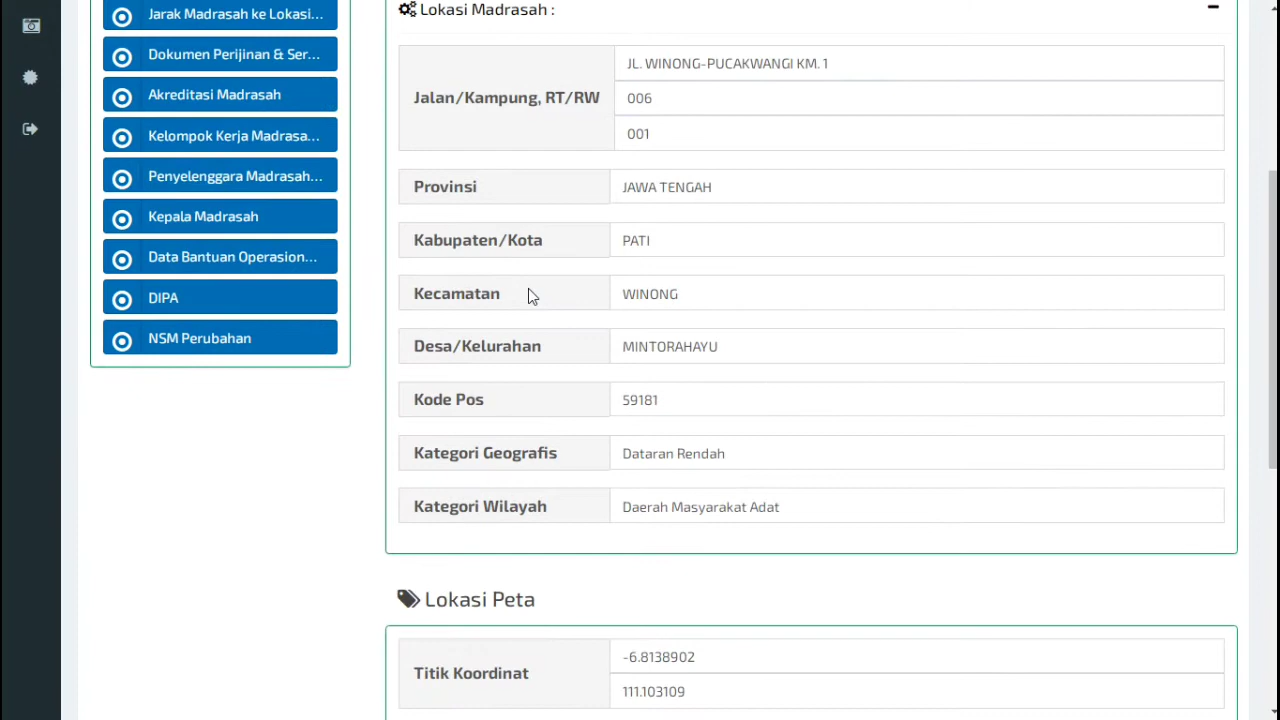 Jarak Madrasah ke Lokasi...
Dokumen Perijinan & Ser...
Akreditasi Madrasah
Kelompok Kerja Madrasa...
Penyelenggara Madrasah...
Kepala Madrasah
Data Bantuan Operasion...
DIPA
NSM Perubahan
Lokasi Madrasah :
Jalan/Kampung, RT/RW
JL. WINONG-PUCAKWANGI KM. 1
006
001
Provinsi
JAWA TENGAH
Kabupaten/Kota
PATI
Kecamatan
WINONG
Desa/Kelurahan
MINTORAHAYU
Kode Pos
59181
Kategori Geografis
Dataran Rendah
Kategori Wilayah
Daerah Masyarakat Adat
Lokasi Peta
Titik Koordinat
-6.8138902
111.103109